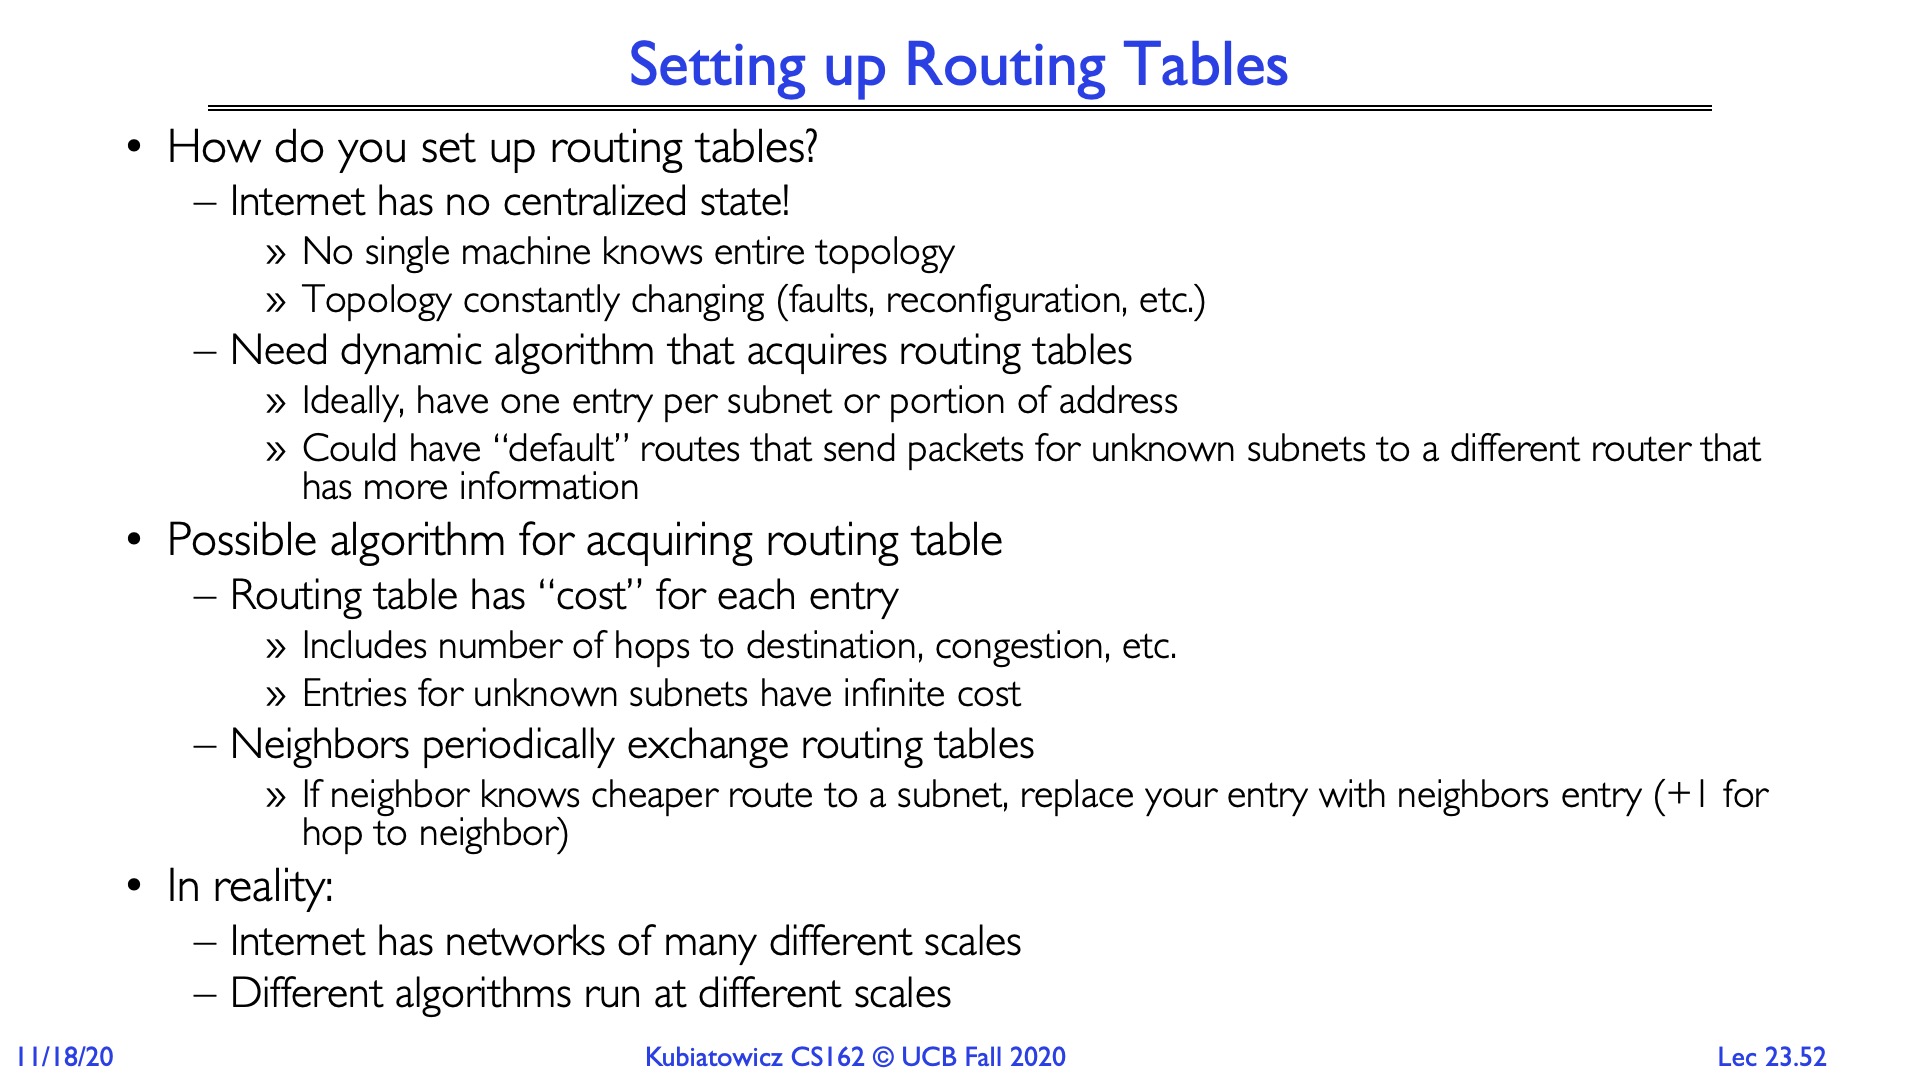 Setting up Routing Tables
• How do you set up routing tables?
– Internet has no centralized state!
» No single machine knows entire topology
» Topology constantly changing (faults, reconfiguration, etc.)
– Need dynamic algorithm that acquires routing tables
» Ideally, have one entry per subnet or portion of address
» Could have “default” routes that send packets for unknown subnets to a different router that
has more information
• Possible algorithm for acquiring routing table
– Routing table has “cost” for each entry
» Includes number of hops to destination, congestion, etc.
» Entries for unknown subnets have infinite cost
– Neighbors periodically exchange routing tables
» If neighbor knows cheaper route to a subnet, replace your entry with neighbors entry (+1 for
hop to neighbor)
• In reality:
– Internet has networks of many different scales
– Different algorithms run at different scales
11/18/20
Kubiatowicz CS162 © UCB Fall 2020
Lec 23.52